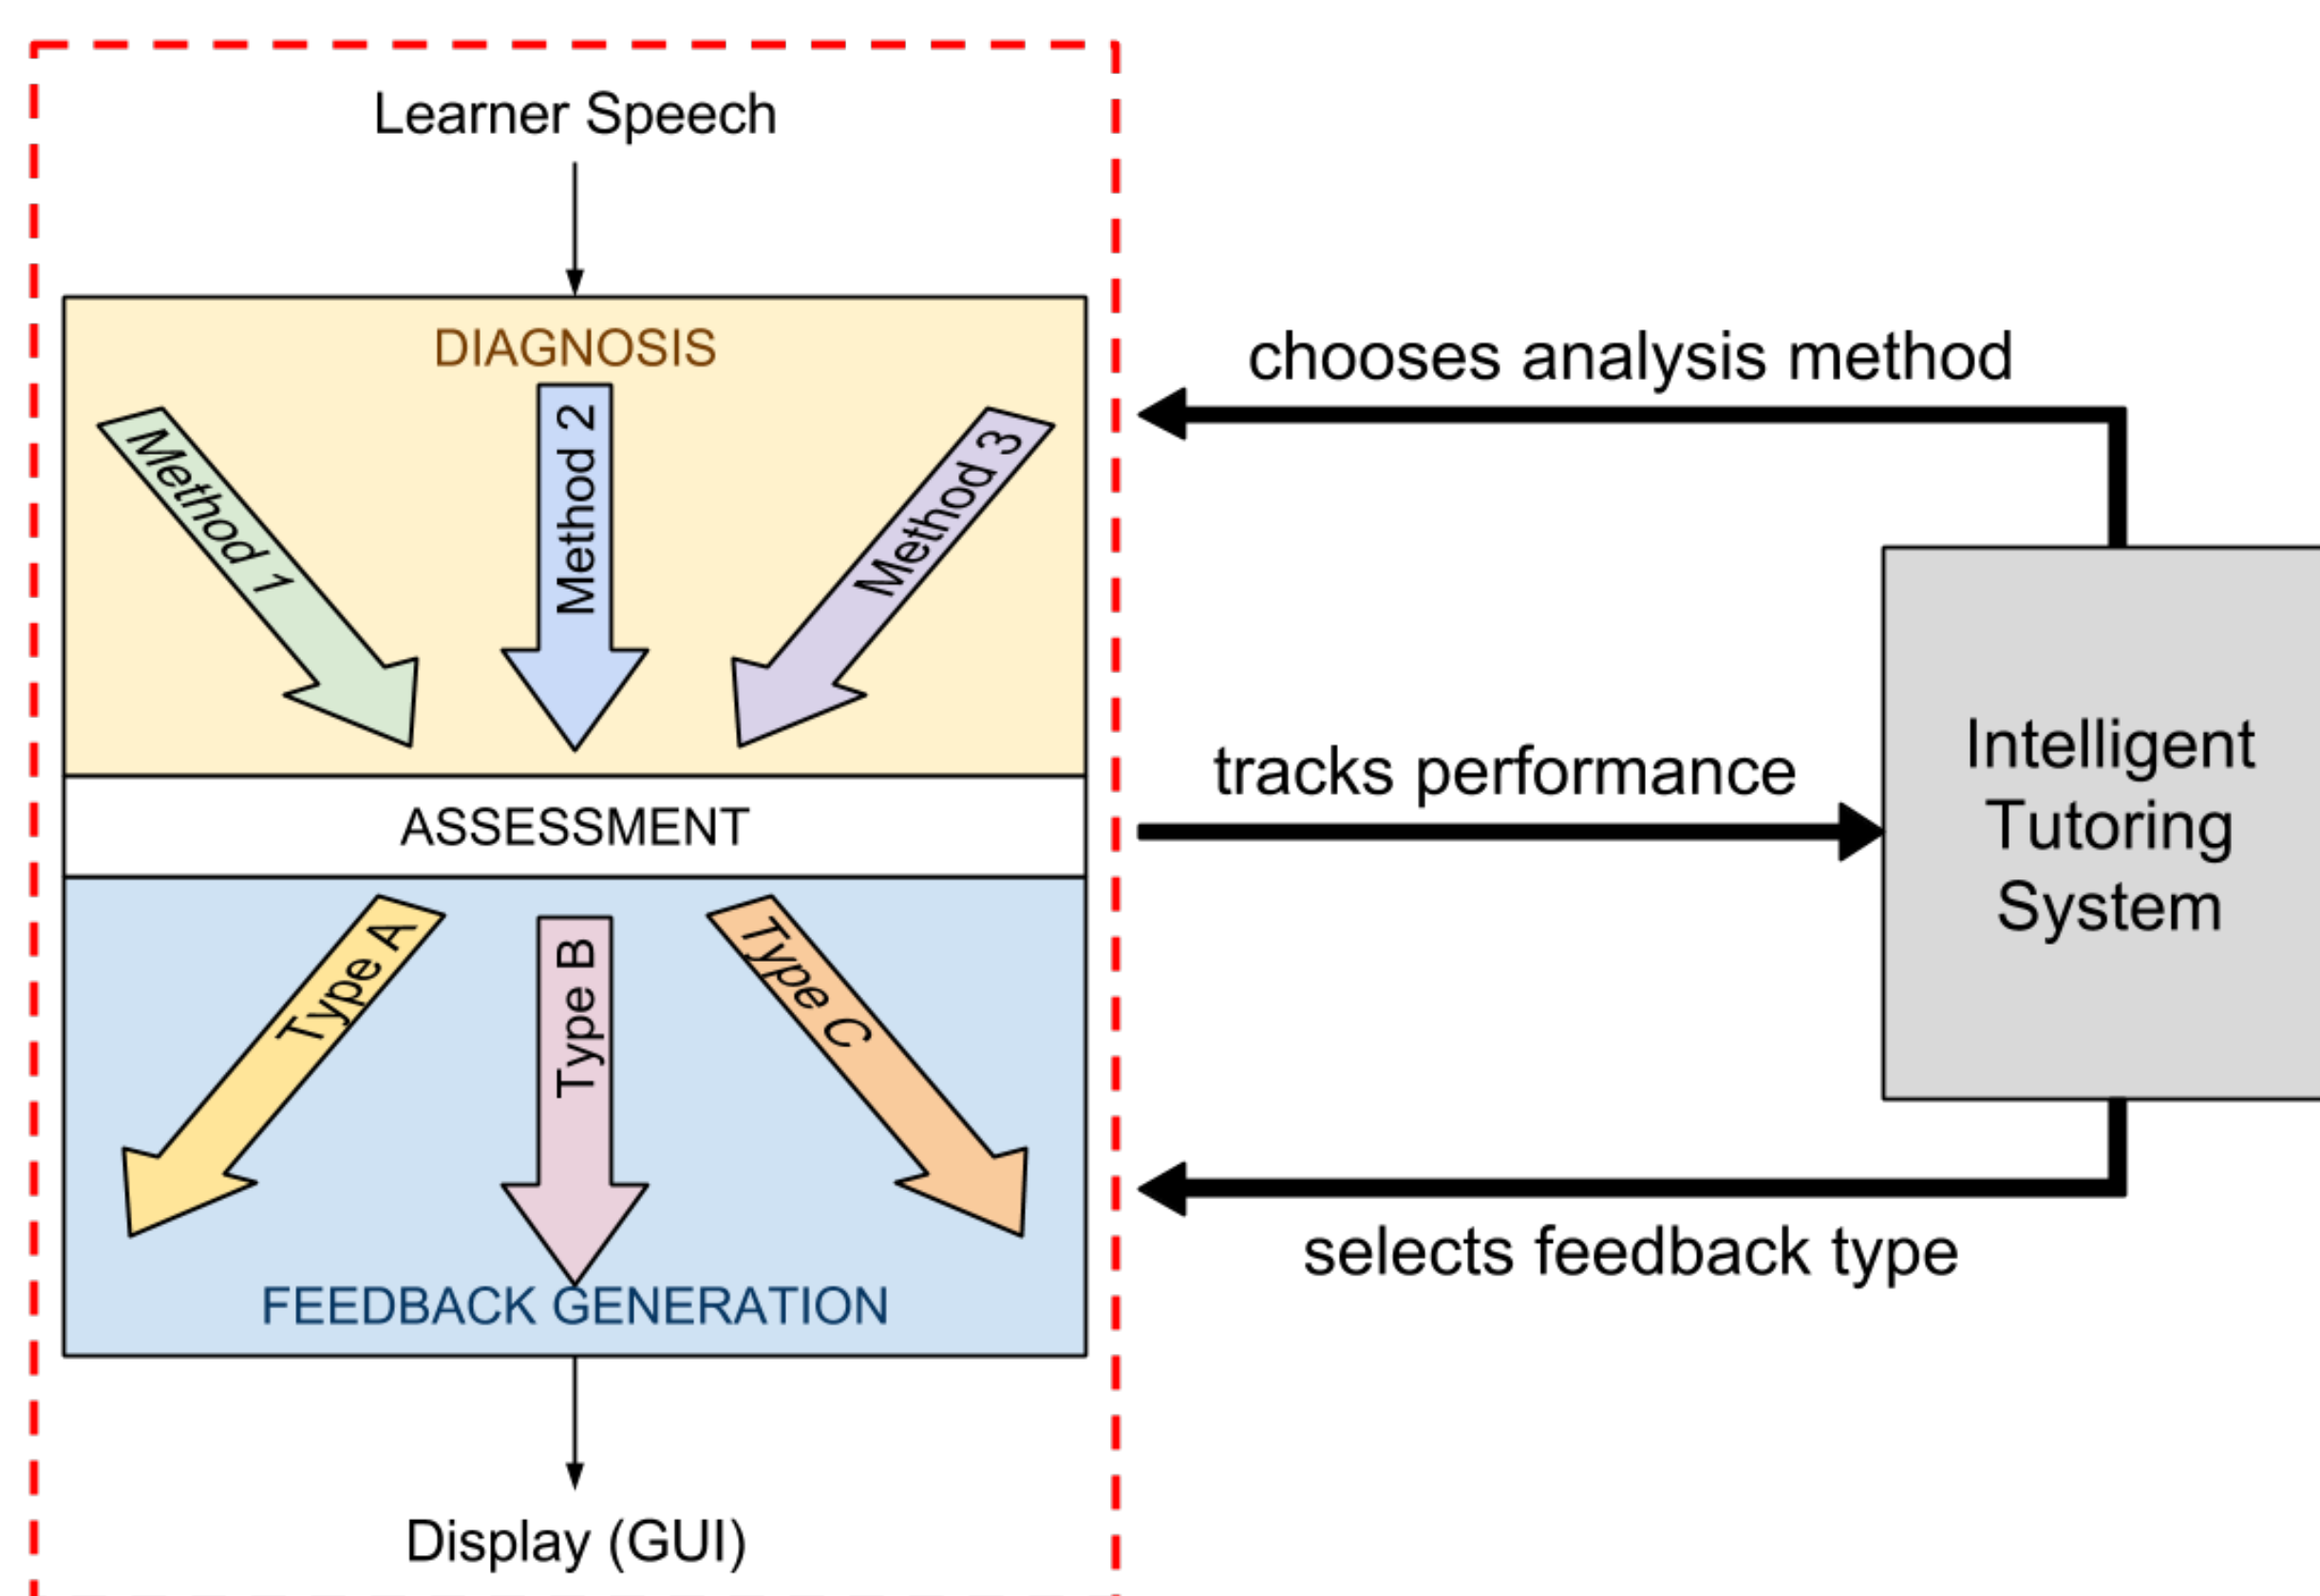 Learner Speech
DIAGNOSIS
Method 1
Method 2
Method 3
ASSESSMENT
Type A
Type B
Type C
FEEDBACK GENERATION
Display (GUI)
chooses analysis method
tracks performance
Intelligent
Tutoring
System
selects feedback type